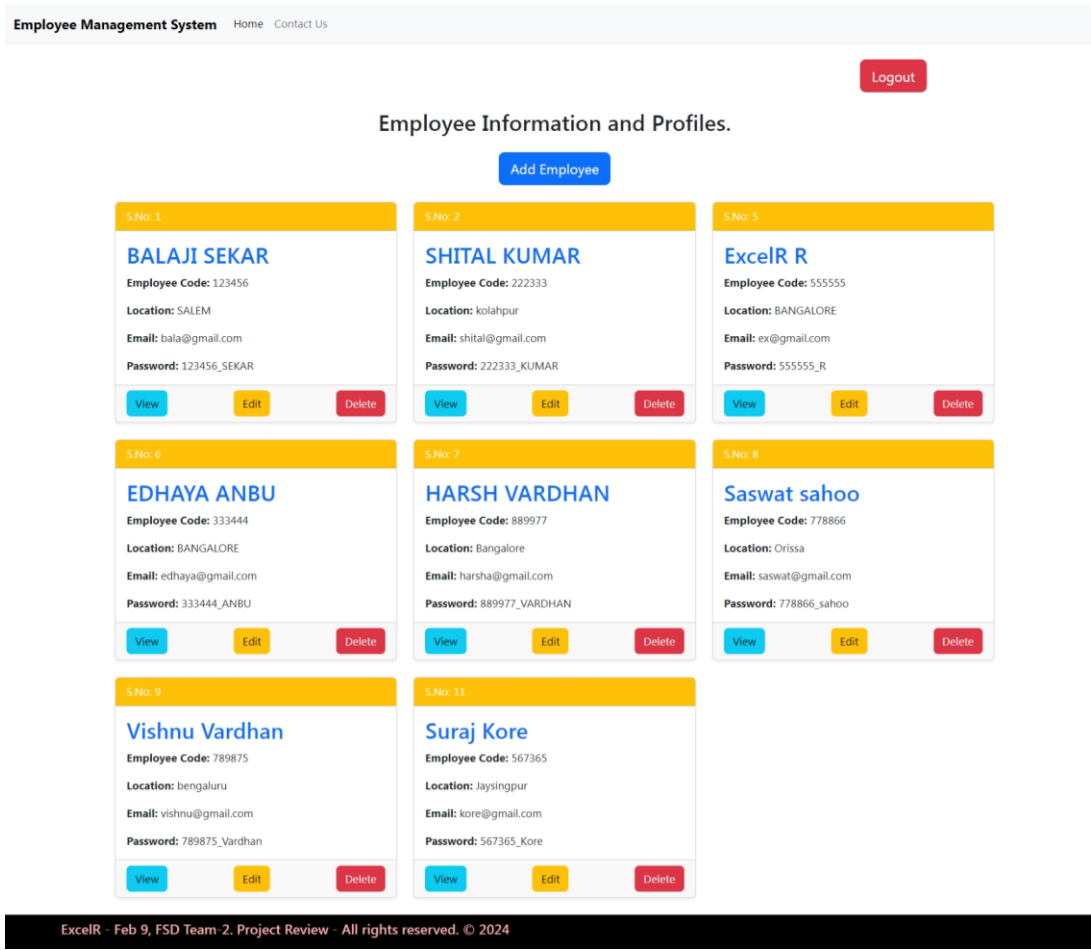 Employee Management System Home Contact Us
Logout
Employee Information and Profiles.
Add Employee
S.No: 1
BALAJI SEKAR
Employee Code: 123456
Location: SALEM
Email: bala@gmail.com
Password: 123456_SEKAR
View Edit Delete
S.No: 2
SHITAL KUMAR
Employee Code: 222333
Location: kolahpur
Email: shital@gmail.com
Password: 222333_KUMAR
View Edit Delete
S.No: 5
ExcelR R
Employee Code: 555555
Location: BANGALORE
Email: ex@gmail.com
Password: 555555_R
View Edit Delete
S.No: 6
EDHAYA ANBU
Employee Code: 333444
Location: BANGALORE
Email: edhaya@gmail.com
Password: 333444_ANBU
View Edit Delete
S.No: 7
HARSH VARDHAN
Employee Code: 889977
Location: Bangalore
Email: harsha@gmail.com
Password: 889977_VARDHAN
View Edit Delete
S.No: 8
Saswat sahoo
Employee Code: 778866
Location: Orissa
Email: saswat@gmail.com
Password: 778866_sahoo
View Edit Delete
S.No: 9
Vishnu Vardhan
Employee Code: 789875
Location: bengaluru
Email: vishnu@gmail.com
Password: 789875_Vardhan
View Edit Delete
S.No: 11
Suraj Kore
Employee Code: 567365
Location: Jaysingpur
Email: kore@gmail.com
Password: 567365_Kore
View Edit Delete
ExcelR - Feb 9, FSD Team-2. Project Review - All rights reserved. © 2024